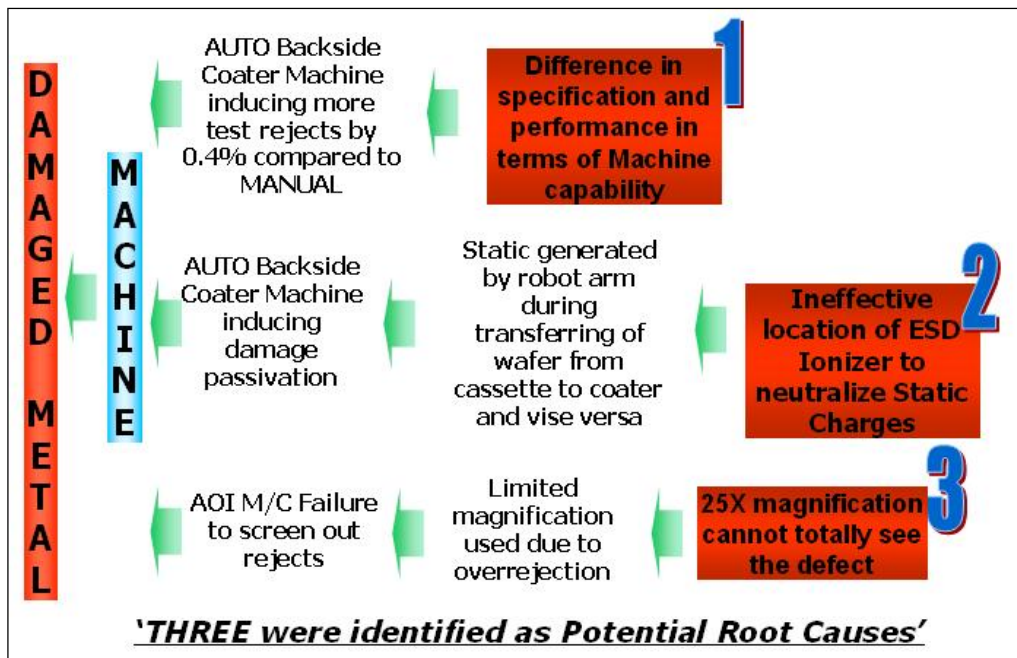 DAMAGED METAL
MACHINE
AUTO Backside
Coater Machine
inducing more
test rejects by
0.4% compared to
MANUAL
Difference in
specification and
performance in
terms of Machine
capability
1
AUTO Backside
Coater Machine
inducing
damage
passivation
Static generated
by robot arm
during
transferring of
wafer from
cassette to coater
and vise versa
Ineffective
location of ESD
Ionizer to
neutralize Static
Charges
2
AOI M/C Failure
to screen out
rejects
Limited
magnification
used due to
overrejection
25X magnification
cannot totally see
the defect
3
‘THREE were identified as Potential Root Causes’